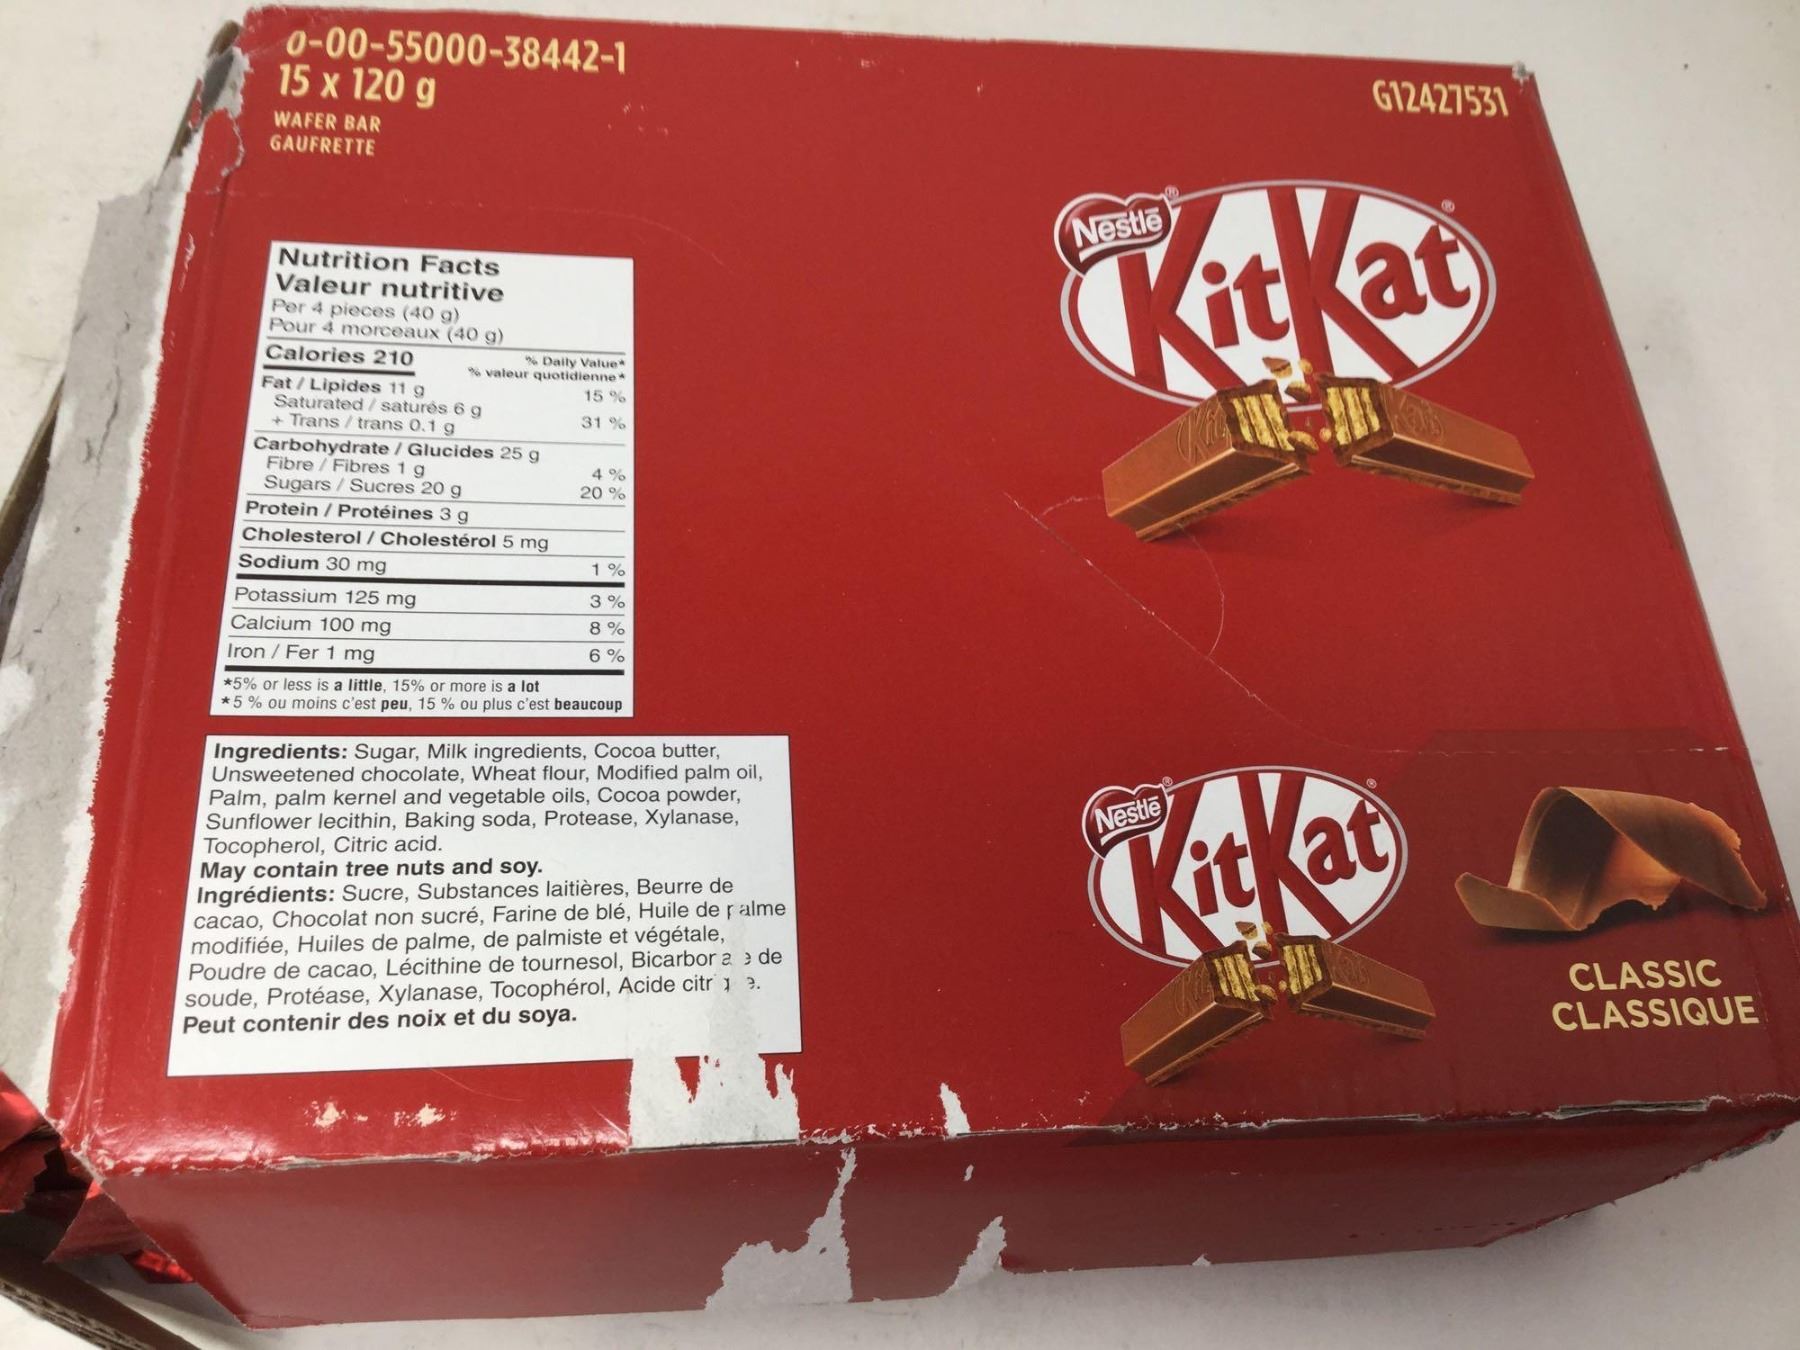 0-00-55000-38442-1
15 x 120 g
WAFER BAR
GAUFRETTE
G12427531
Nestlé®
KitKat®
Nutrition Facts
Valeur nutritive
Per 4 pieces (40 g)
Pour 4 morceaux (40 g)
Calories 210
% Daily Value*
% valeur quotidienne*
Fat / Lipides 11 g 15 %
Saturated / saturés 6 g
+ Trans / trans 0.1 g 31 %
Carbohydrate / Glucides 25 g
Fibre / Fibres 1 g 4 %
Sugars / Sucres 20 g 20 %
Protein / Protéines 3 g
Cholesterol / Cholestérol 5 mg
Sodium 30 mg 1 %
Potassium 125 mg 3 %
Calcium 100 mg 8 %
Iron / Fer 1 mg 6 %
*5% or less is a little, 15% or more is a lot
*5 % ou moins c'est peu, 15 % ou plus c'est beaucoup
Ingredients: Sugar, Milk ingredients, Cocoa butter,
Unsweetened chocolate, Wheat flour, Modified palm oil,
Palm, palm kernel and vegetable oils, Cocoa powder,
Sunflower lecithin, Baking soda, Protease, Xylanase,
Tocopherol, Citric acid.
May contain tree nuts and soy.
Ingrédients: Sucre, Substances laitières, Beurre de
cacao, Chocolat non sucré, Farine de blé, Huile de palme
modifiée, Huiles de palme, de palmiste et végétale,
Poudre de cacao, Lécithine de tournesol, de
soude, Protéase, Xylanase, Tocophérol, Acide
Peut contenir des noix et du soya.
Nestlé®
KitKat®
CLASSIC
CLASSIQUE